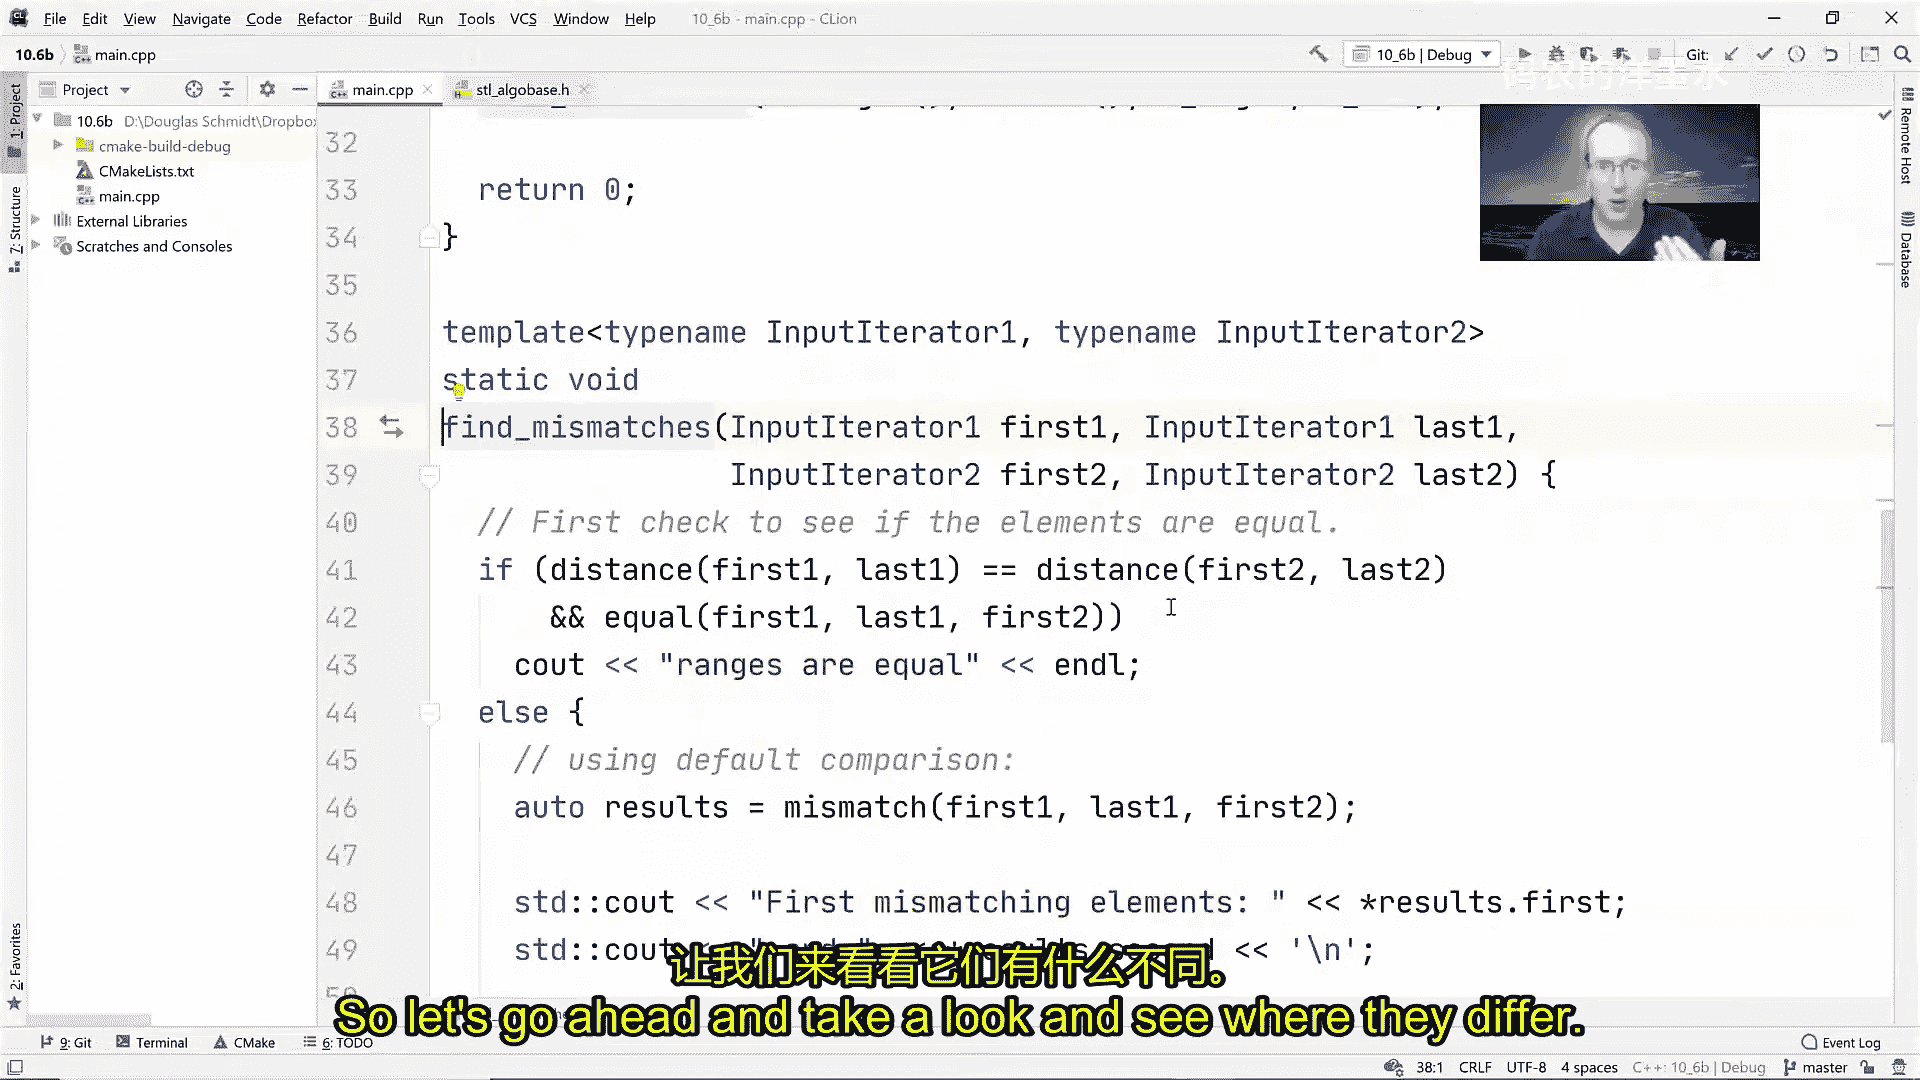 File Edit View Navigate Code Refactor Build Run Tools VCS Window Help 10_6b - main.cpp - CLion
10.6b main.cpp 10_6b | Debug Git:
码农的洋墨水
Project main.cpp stl_algobase.h
1: Project
7: Structure
2: Favorites
10.6b D:\Douglas Schmidt\Dropbox
cmake-build-debug
CMakeLists.txt
main.cpp
External Libraries
Scratches and Consoles
32
33 return 0;
34 }
35
36 template<typename InputIterator1, typename InputIterator2>
37 static void
38 find_mismatches(InputIterator1 first1, InputIterator1 last1,
39 InputIterator2 first2, InputIterator2 last2) {
40 // First check to see if the elements are equal.
41 if (distance(first1, last1) == distance(first2, last2)
42 && equal(first1, last1, first2))
43 cout << "ranges are equal" << endl;
44 else {
45 // using default comparison:
46 auto results = mismatch(first1, last1, first2);
47
48 std::cout << "First mismatching elements: " << *results.first;
49 std::cout << '\n';
让我们来看看它们有什么不同。
So let's go ahead and take a look and see where they differ.
Remote Host
Database
9: Git Terminal CMake 6: TODO Event Log
38:1 CRLF UTF-8 4 spaces C++: 10_6b | Debug master